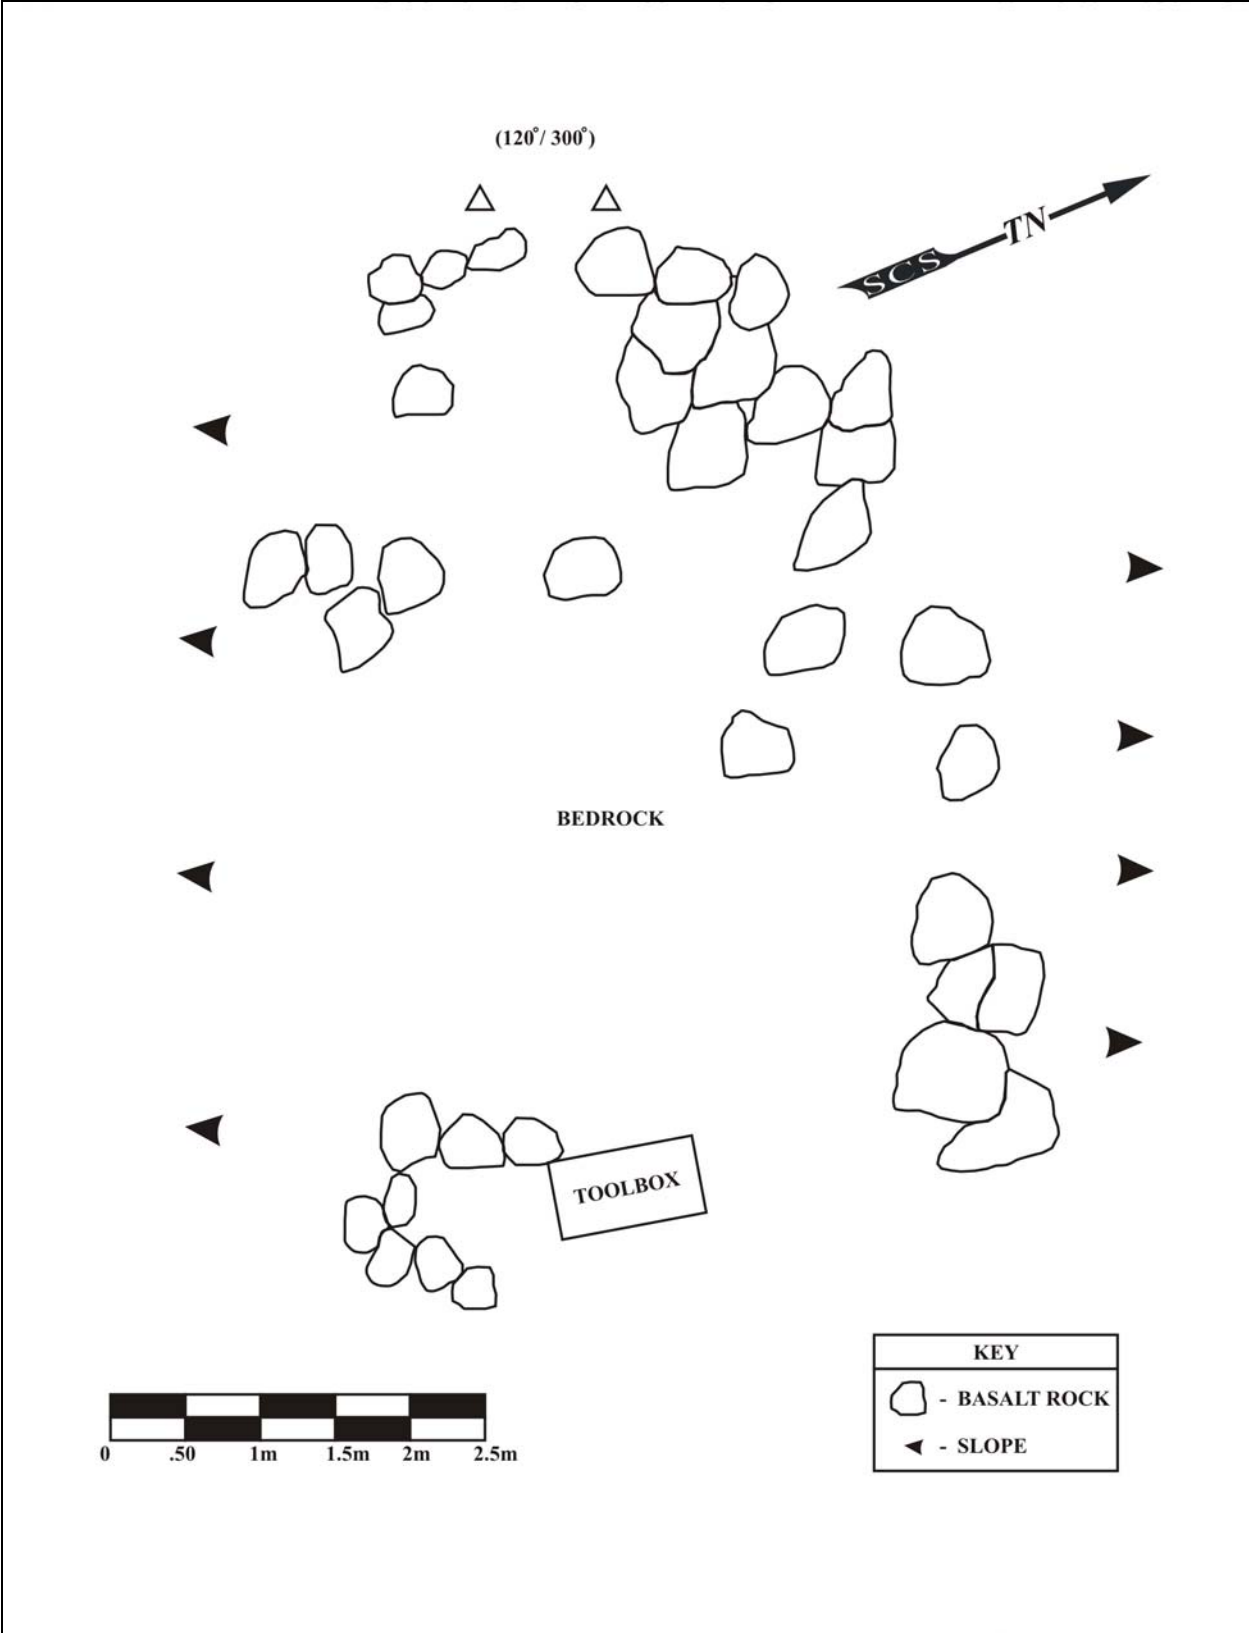 (120°/ 300°)
SCS TN
BEDROCK
TOOLBOX
KEY
- BASALT ROCK
- SLOPE
0 .50 1m 1.5m 2m 2.5m